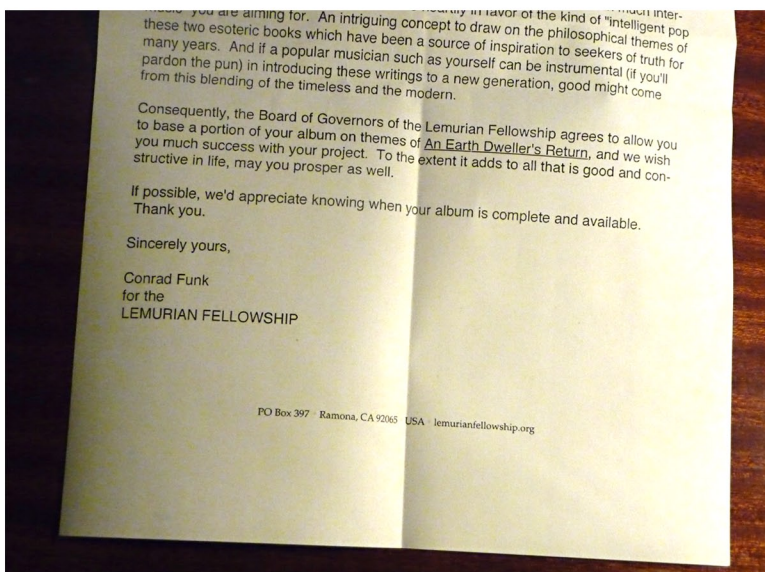 in favor of the kind of "intelligent pop
you are aiming for. An intriguing concept to draw on the philosophical themes of
these two esoteric books which have been a source of inspiration to seekers of truth for
many years. And if a popular musician such as yourself can be instrumental (if you'll
pardon the pun) in introducing these writings to a new generation, good might come
from this blending of the timeless and the modern.
Consequently, the Board of Governors of the Lemurian Fellowship agrees to allow you
to base a portion of your album on themes of An Earth Dweller's Return, and we wish
you much success with your project. To the extent it adds to all that is good and con-
structive in life, may you prosper as well.
If possible, we'd appreciate knowing when your album is complete and available.
Thank you.
Sincerely yours,
Conrad Funk
for the
LEMURIAN FELLOWSHIP
PO Box 397 Ramona, CA 92065 USA lemurianfellowship.org